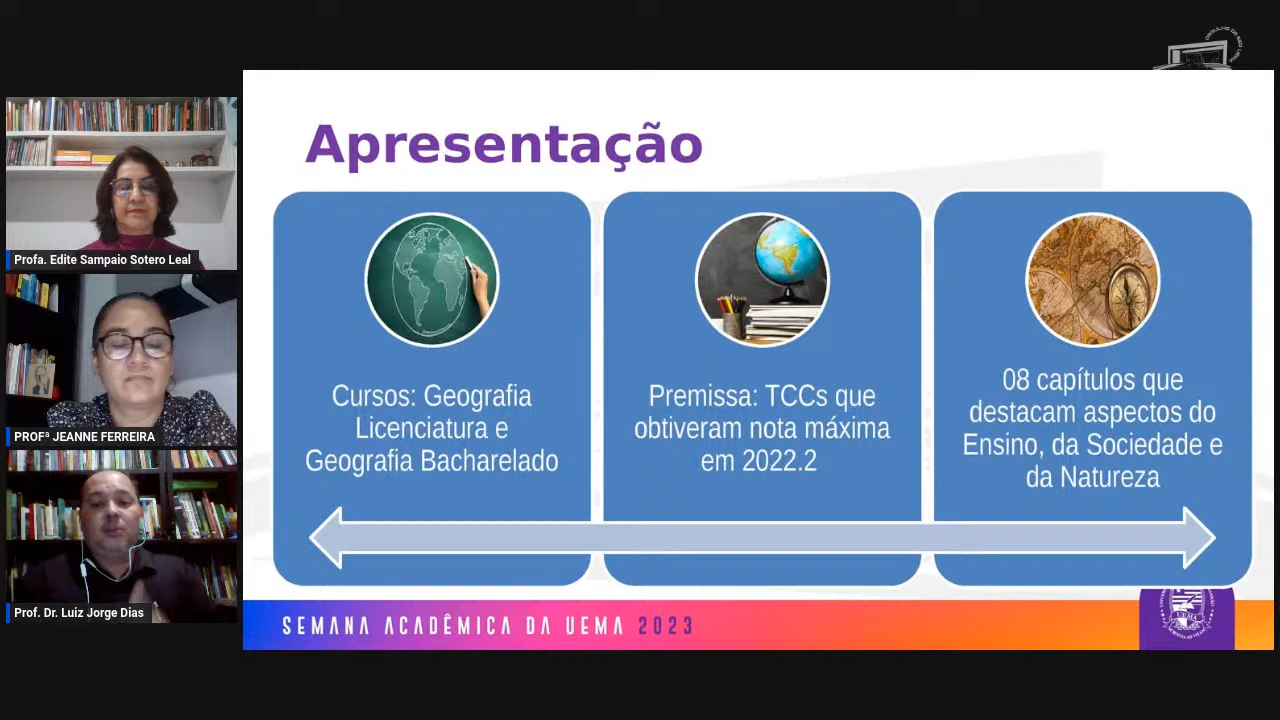 Apresentação
Cursos: Geografia
Licenciatura e
Geografia Bacharelado
Premissa: TCCs que
obtiveram nota máxima
em 2022.2
08 capítulos que
destacam aspectos do
Ensino, da Sociedade e
da Natureza
SEMANA ACADÊMICA DA UEMA 2023
Profa. Edite Sampaio Sotero Leal
PROFª JEANNE FERREIRA
Prof. Dr. Luiz Jorge Dias